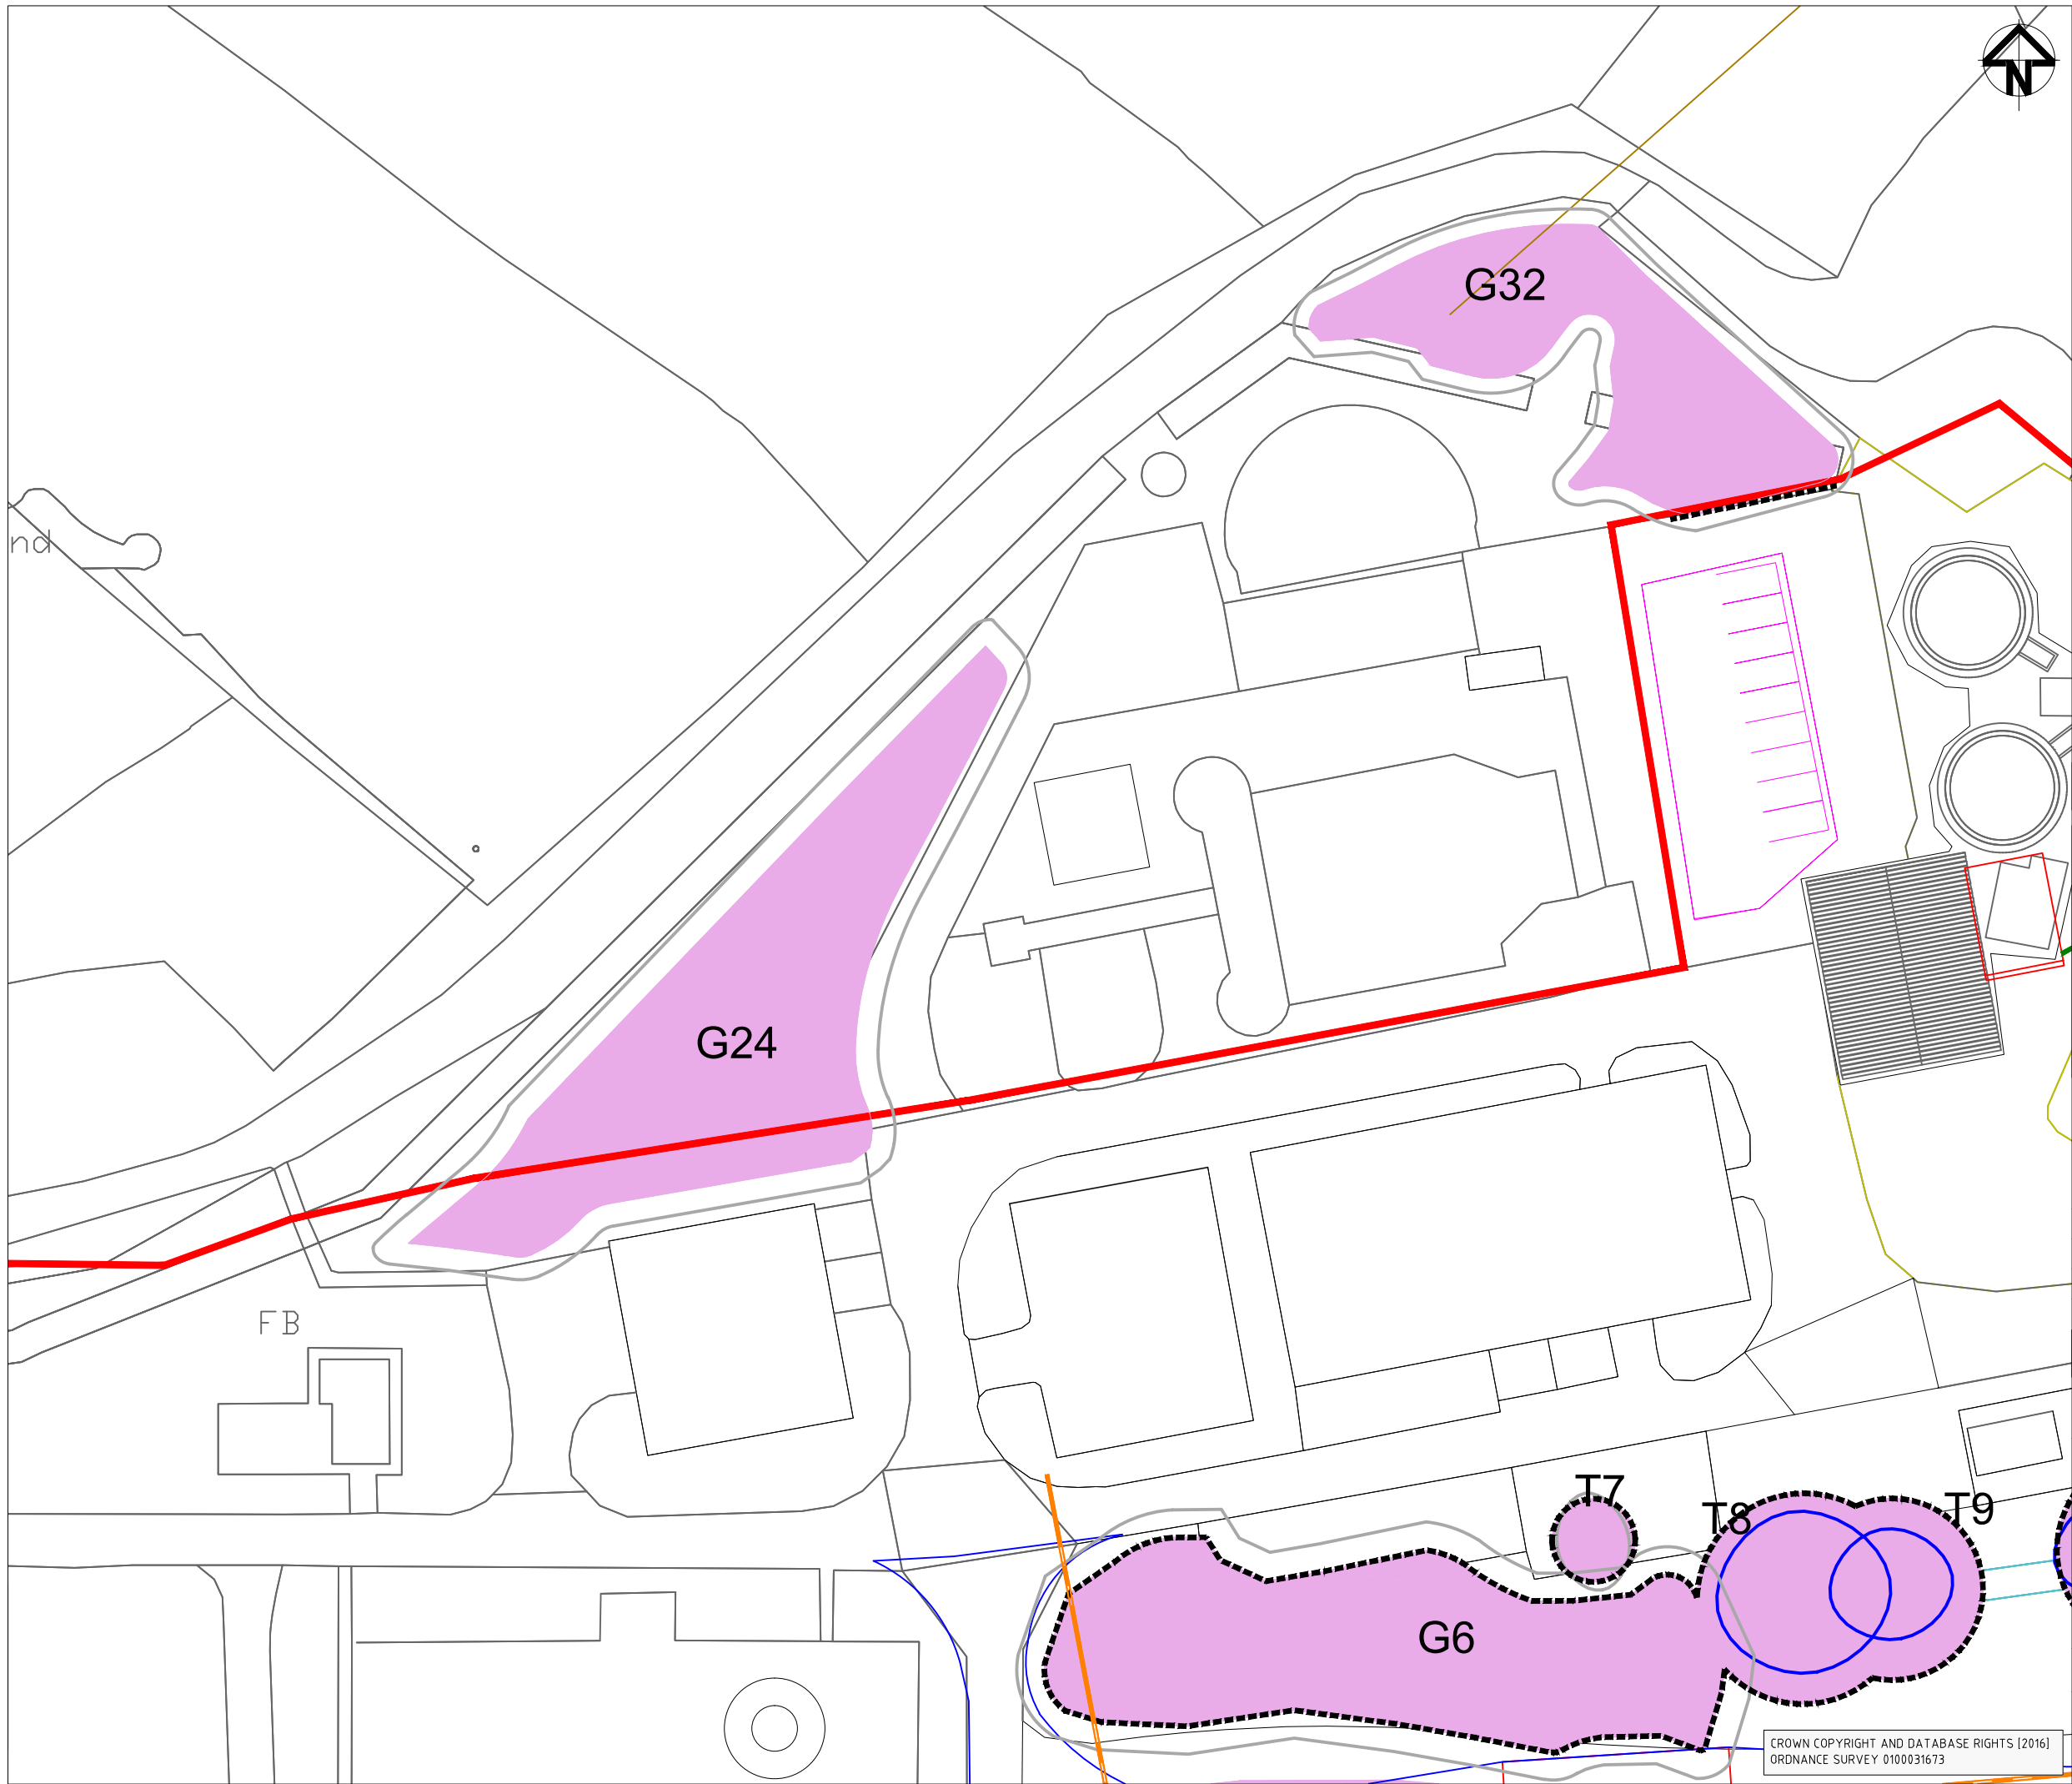 N
G32
nd
G24
FB
T7
T8
T9
G6
CROWN COPYRIGHT AND DATABASE RIGHTS [2016]
ORDNANCE SURVEY 0100031673